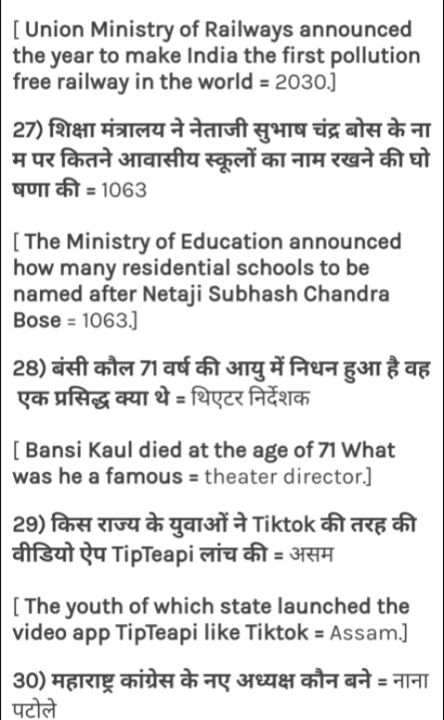 [ Union Ministry of Railways announced
the year to make India the first pollution
free railway in the world = 2030.]
27) शिक्षा मंत्रालय ने नेताजी सुभाष चंद्र बोस के ना
म पर कितने आवासीय स्कूलों का नाम रखने की घो
षणा की = 1063
[ The Ministry of Education announced
how many residential schools to be
named after Netaji Subhash Chandra
Bose = 1063.]
28) बंसी कौल 71 वर्ष की आयु में निधन हुआ है वह
एक प्रसिद्ध क्या थे = थिएटर निर्देशक
[ Bansi Kaul died at the age of 71 What
was he a famous = theater director.]
29) किस राज्य के युवाओं ने Tiktok की तरह की
वीडियो ऐप TipTeapi लांच की = असम
[ The youth of which state launched the
video app TipTeapi like Tiktok = Assam.]
30) महाराष्ट्र कांग्रेस के नए अध्यक्ष कौन बने = नाना
पटोले